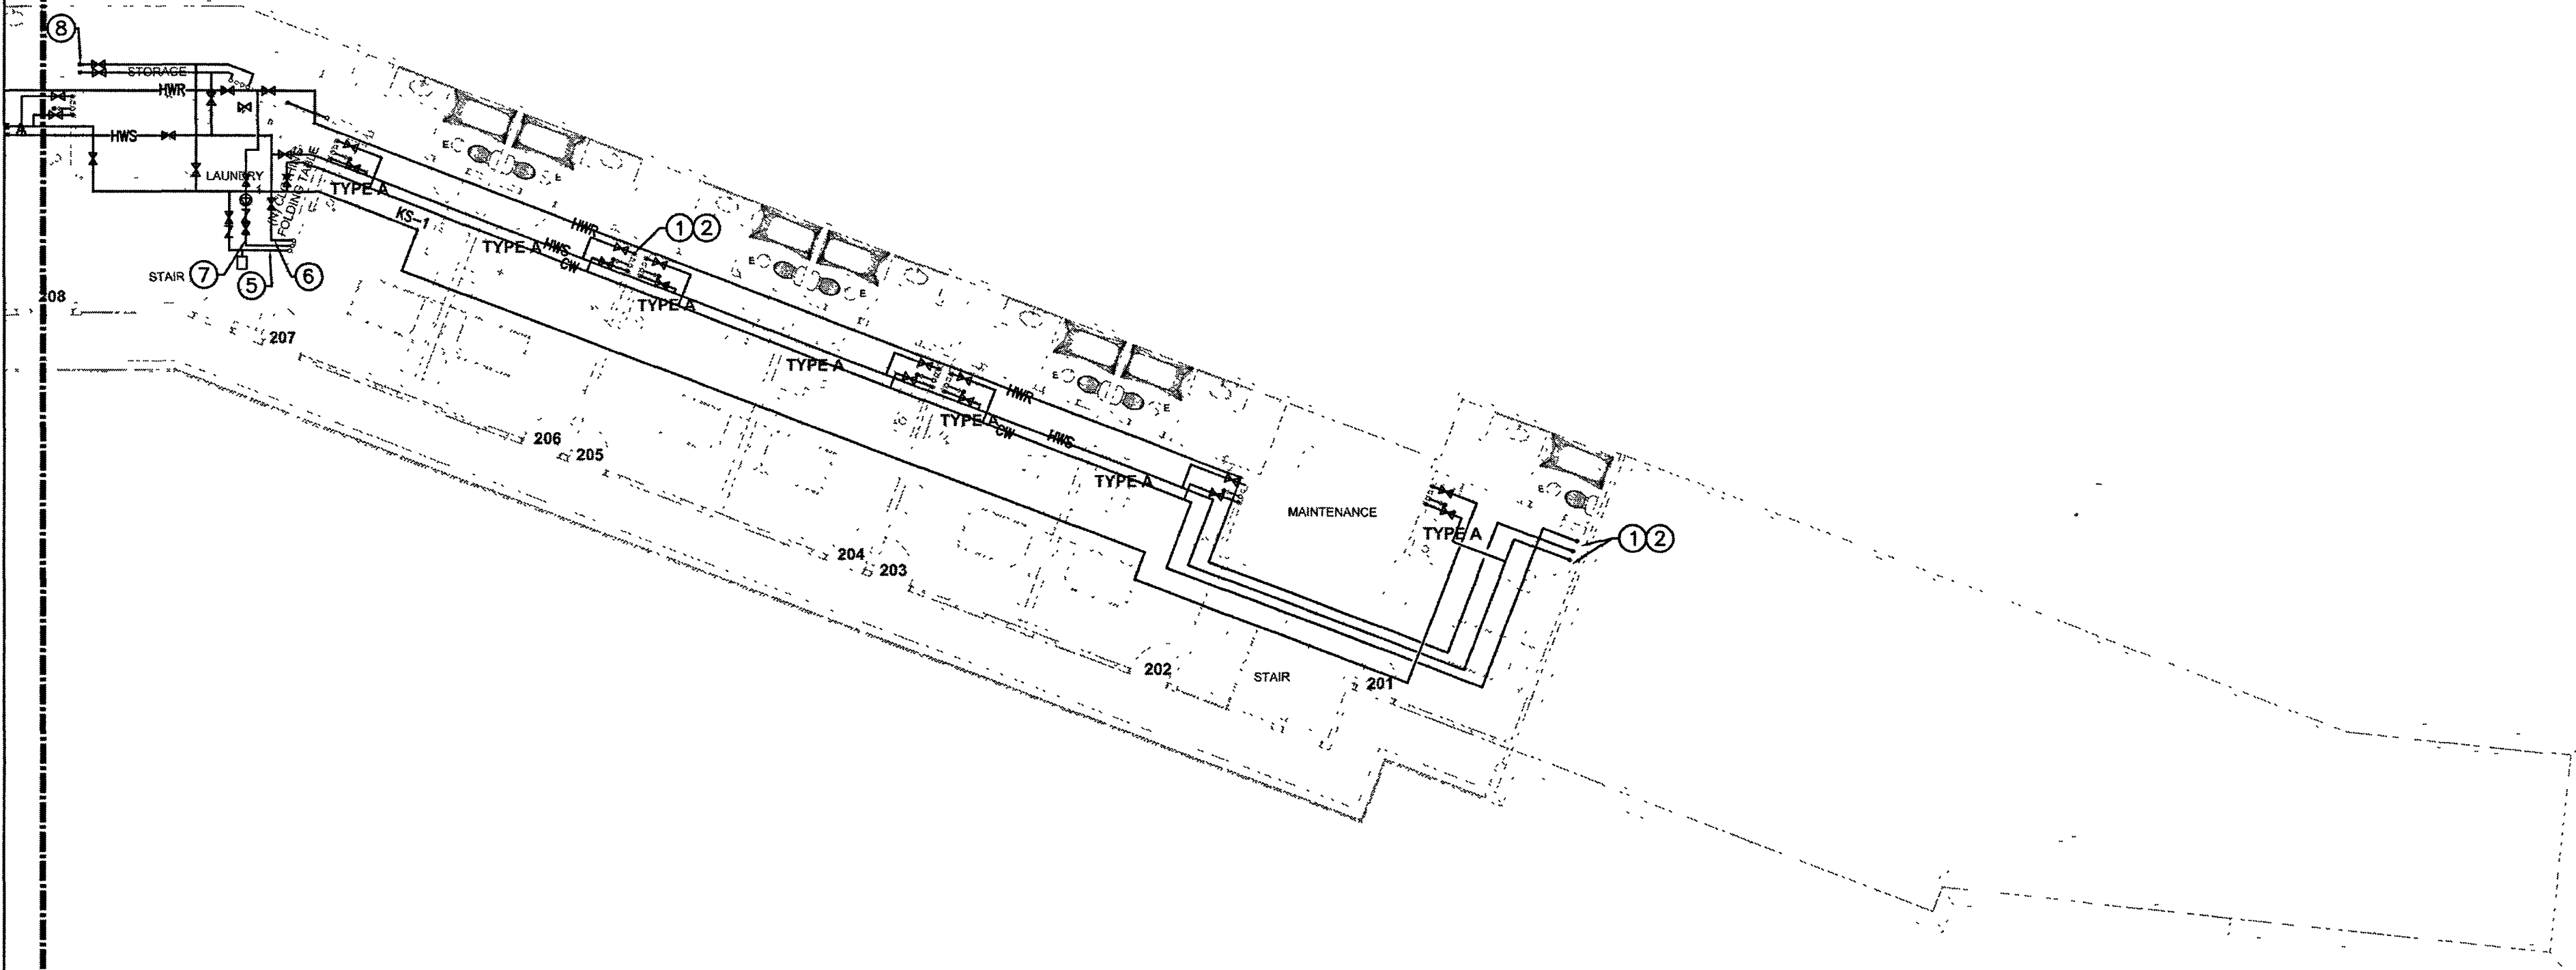 8
STORAGE
HWR
HWS
LAUNDRY
FOLDING TABLE
TYPE A
KS-1
HWR
1 2
TYPE A
HWS
CW
STAIR
7
5
6
208
TYPE A
207
E
E
E
E
E
E
E
TYPE A
HWR
TYPE A
CW
HWS
206
205
TYPE A
MAINTENANCE
TYPE A
1 2
204
203
202
STAIR
201